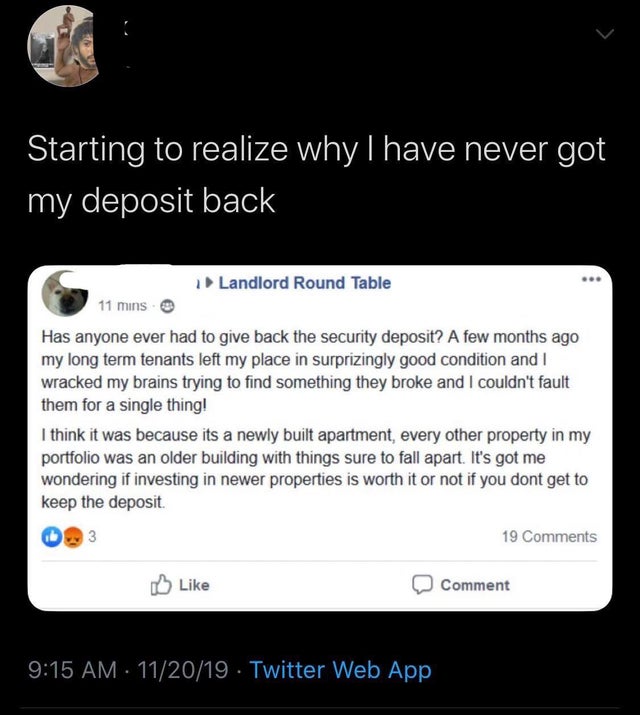 Starting to realize why I have never got
my deposit back
Landlord Round Table
11 mins ·
Has anyone ever had to give back the security deposit? A few months ago
my long term tenants left my place in surprizingly good condition and I
wracked my brains trying to find something they broke and I couldn't fault
them for a single thing!
I think it was because its a newly built apartment, every other property in my
portfolio was an older building with things sure to fall apart. It's got me
wondering if investing in newer properties is worth it or not if you dont get to
keep the deposit.
3 19 Comments
Like Comment
9:15 AM · 11/20/19 · Twitter Web App